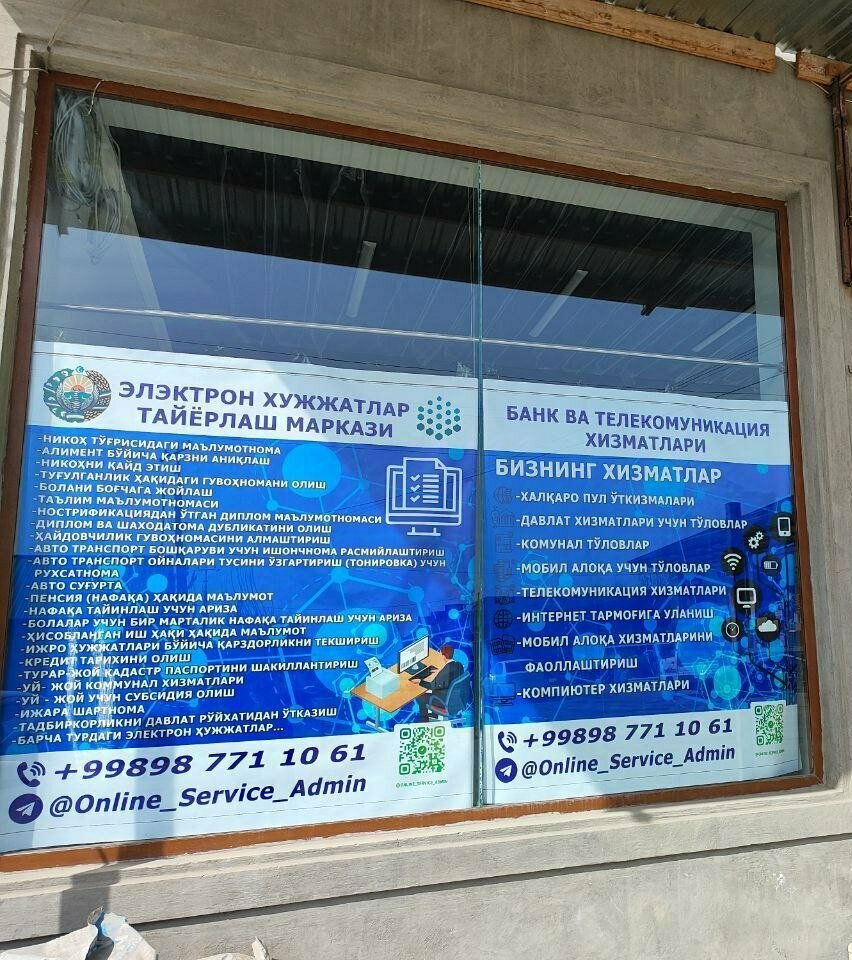 ЭЛЭКТРОН ХУЖЖАТЛАР
ТАЙЁРЛАШ МАРКАЗИ
-НИКОҲ ТЎҒРИСИДАГИ МАЪЛУМОТНОМА
-АЛИМЕНТ БЎЙИЧА ҚАРЗНИ АНИҚЛАШ
-НИКОҲНИ ҚАЙД ЭТИШ
-ТУҒУЛГАНЛИК ҲАҚИДАГИ ГУВОҲНОМАНИ ОЛИШ
-БОЛАНИ БОҒЧАГА ЖОЙЛАШ
-ТАЪЛИМ МАЪЛУМОТНОМАСИ
-НОСТРИФИКАЦИЯДАН ЎТГАН ДИПЛОМ МАЪЛУМОТНОМАСИ
-ДИПЛОМ ВА ШАХОДАТОМА ДУБЛИКАТИНИ ОЛИШ
-ҲАЙДОВЧИЛИК ГУВОҲНОМАСИНИ АЛМАШТИРИШ
-АВТО ТРАНСПОРТ БОШҚАРУВИ УЧУН ИШОНЧНОМА РАСМИЙЛАШТИРИШ
-АВТО ТРАНСПОРТ ОЙНАЛАРИ ТУСИНИ ЎЗГАРТИРИШ (ТОНИРОВКА) УЧУН
РУХСАТНОМА
-АВТО СУҒУРТА
-ПЕНСИЯ (НАФАҚА) ҲАҚИДА МАЪЛУМОТ
-НАФАҚА ТАЙИНЛАШ УЧУН АРИЗА
-БОЛАЛАР УЧУН БИР МАРТАЛИК НАФАҚА ТАЙИНЛАШ УЧУН АРИЗА
-ҲИСОБЛАНГАН ИШ ҲАҚИ ҲАҚИДА МАЪЛУМОТ
-ИЖРО ҲУЖЖАТЛАРИ БЎЙИЧА ҚАРЗДОРЛИКНИ ТЕКШИРИШ
-КРЕДИТ ТАРИХИНИ ОЛИШ
-ТУРАР-ЖОЙ КАДАСТР ПАСПОРТИНИ ШАКИЛЛАНТИРИШ
-УЙ- ЖОЙ КОММУНАЛ ХИЗМАТЛАРИ
-УЙ - ЖОЙ УЧУН СУБСИДИЯ ОЛИШ
-ИЖАРА ШАРТНОМА
-ТАДБИРКОРЛИКНИ ДАВЛАТ РЎЙХАТИДАН ЎТКАЗИШ
-БАРЧА ТУРДАГИ ЭЛЕКТРОН ҲУЖЖАТЛАР...
+99898 771 10 61
@Online_Service_Admin
@ONLINE_SERVICE_ADMIN
БАНК ВА ТЕЛЕКОМУНИКАЦИЯ
ХИЗМАТЛАРИ
БИЗНИНГ ХИЗМАТЛАР
-ХАЛҚАРО ПУЛ ЎТКИЗМАЛАРИ
-ДАВЛАТ ХИЗМАТЛАРИ УЧУН ТЎЛОВЛАР
-КОМУНАЛ ТЎЛОВЛАР
-МОБИЛ АЛОҚА УЧУН ТЎЛОВЛАР
-ТЕЛЕКОМУНИКАЦИЯ ХИЗМАТЛАРИ
-ИНТЕРНЕТ ТАРМОҒИГА УЛАНИШ
-МОБИЛ АЛОҚА ХИЗМАТЛАРИНИ
ФАОЛЛАШТИРИШ
-КОМПИЮТЕР ХИЗМАТЛАРИ
+99898 771 10 61
@Online_Service_Admin
@ONLINE_SERVICE_ADMIN